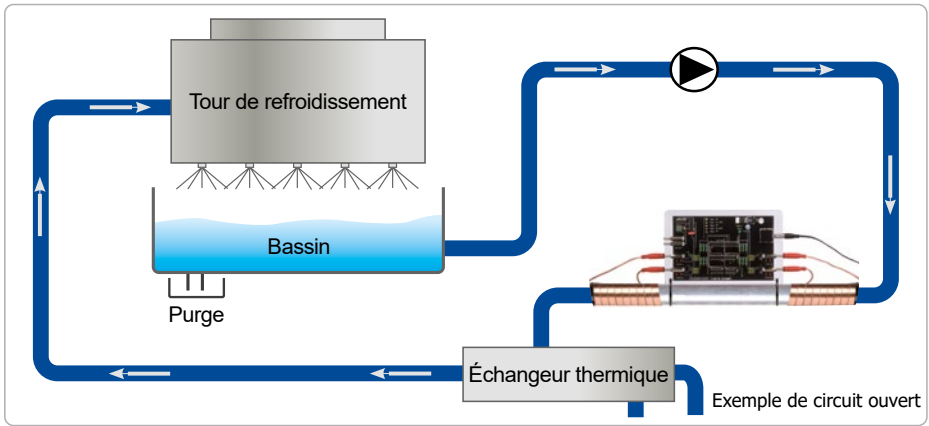 Tour de refroidissement
Bassin
Purge
Échangeur thermique
Exemple de circuit ouvert